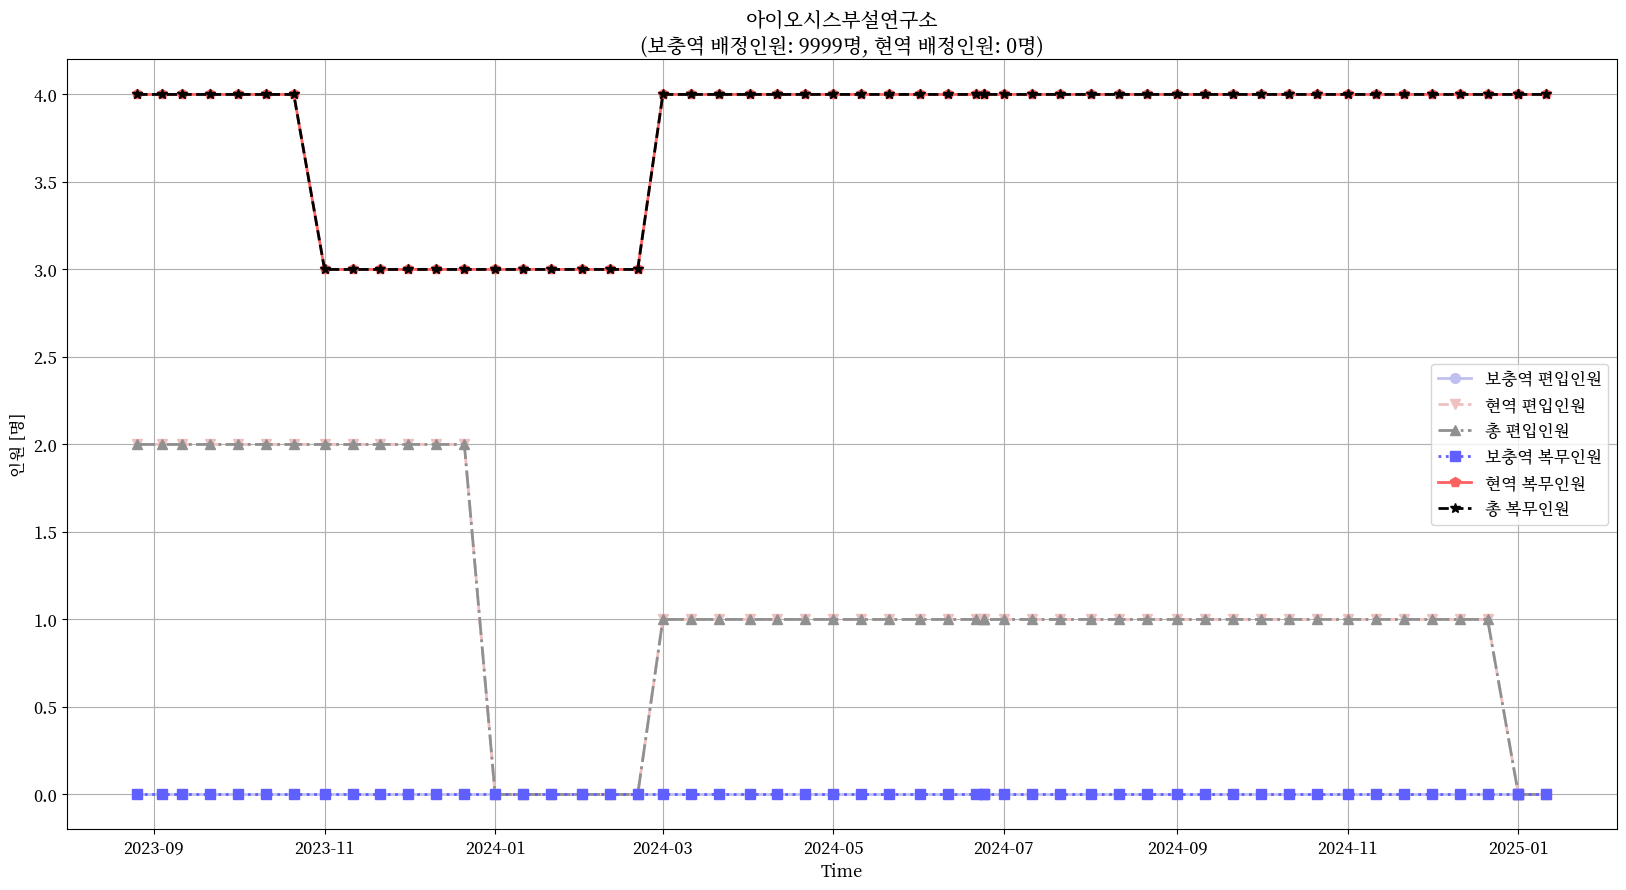 아이오시스부설연구소
(보충역 배정인원: 9999명, 현역 배정인원: 0명)
4.0
3.5
3.0
2.5
2.0
1.5
1.0
0.5
0.0
인원 [명]
보충역 편입인원
현역 편입인원
총 편입인원
보충역 복무인원
현역 복무인원
총 복무인원
2023-09
2023-11
2024-01
2024-03
2024-05
2024-07
2024-09
2024-11
2025-01
Time